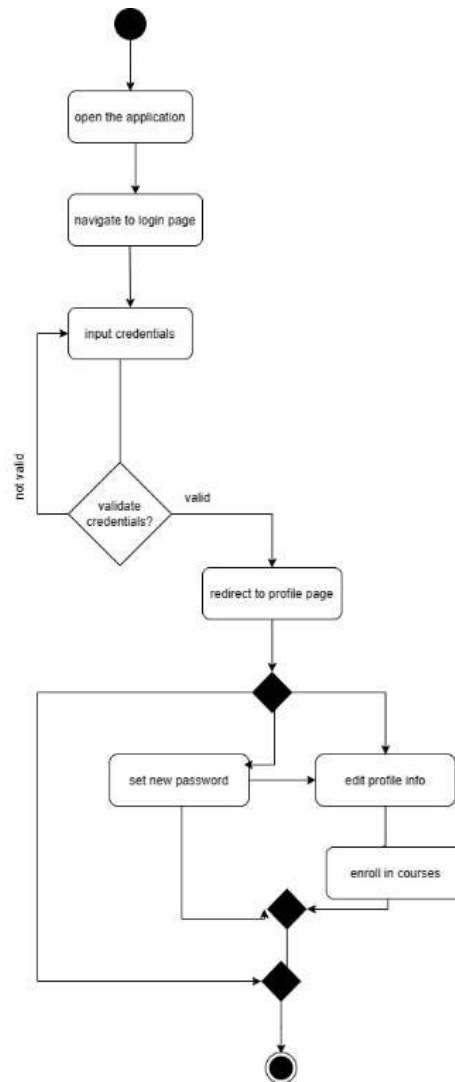 open the application
navigate to login page
input credentials
not valid
validate
credentials?
valid
redirect to profile page
set new password
edit profile info
enroll in courses